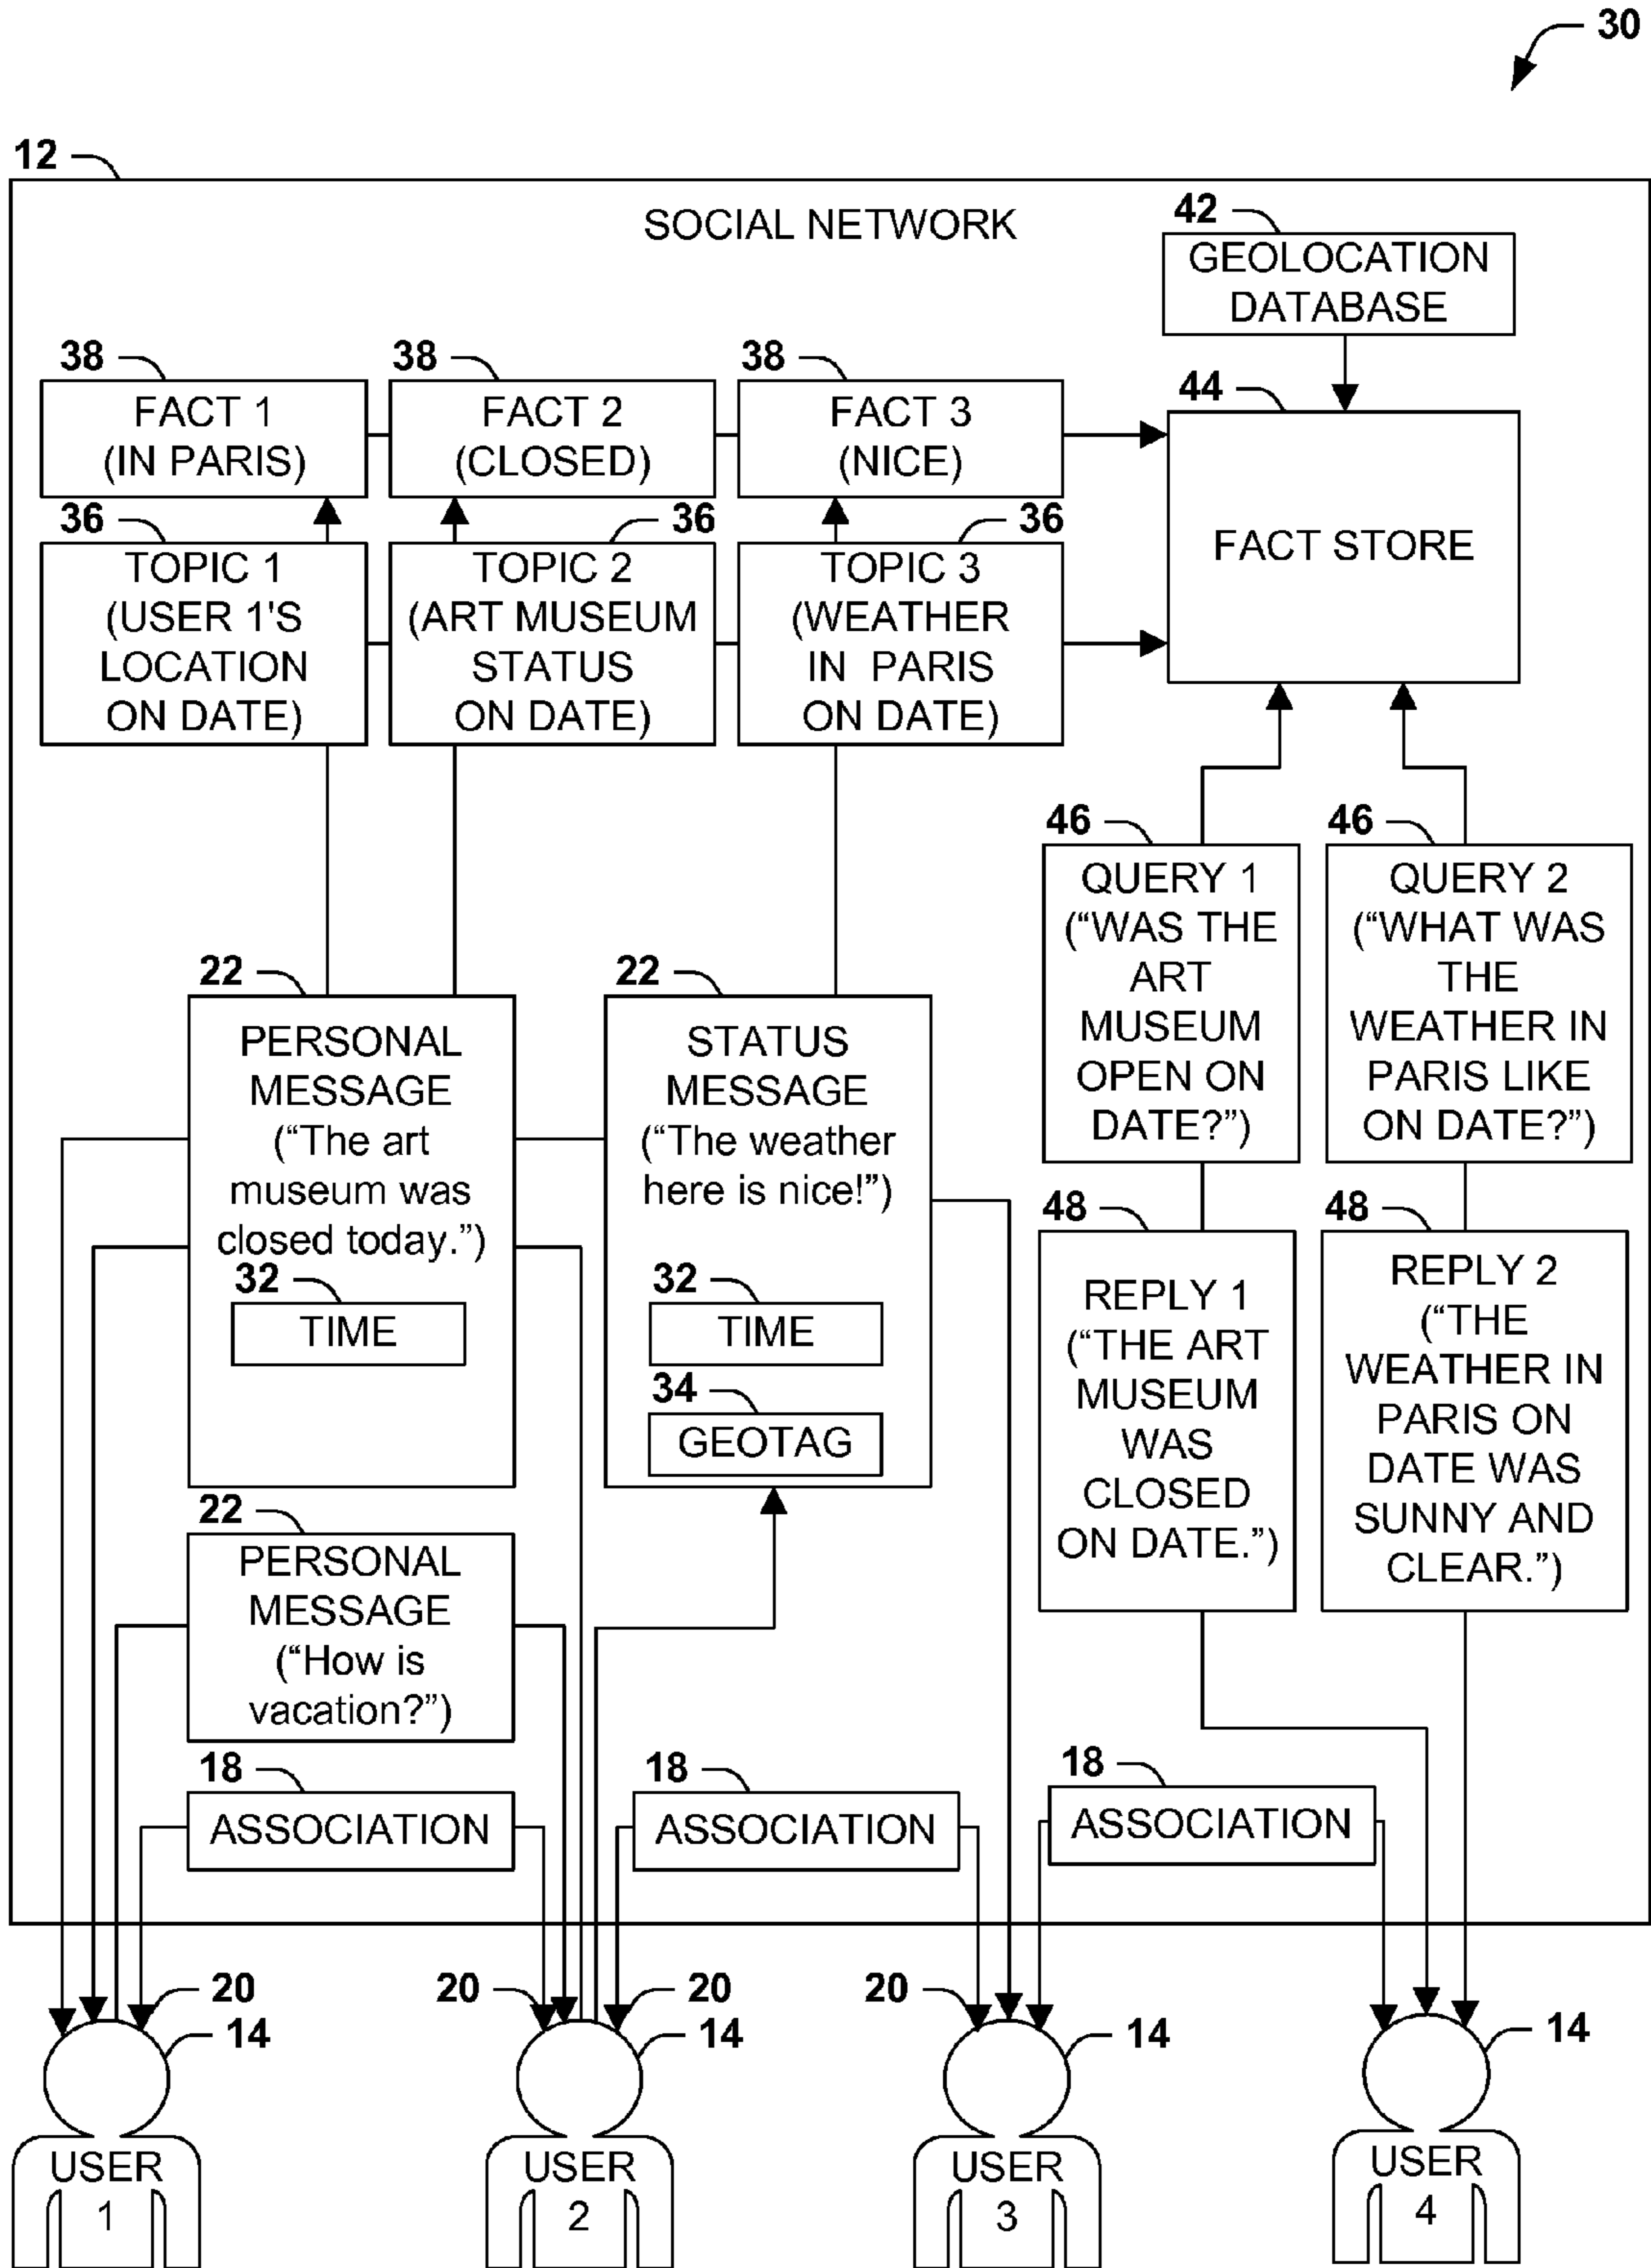 30
12
SOCIAL NETWORK
42
GEOLOCATION
DATABASE
38
FACT 1
(IN PARIS)
38
FACT 2
(CLOSED)
38
FACT 3
(NICE)
44
FACT STORE
36
TOPIC 1
(USER 1'S
LOCATION
ON DATE)
36
TOPIC 2
(ART MUSEUM
STATUS
ON DATE)
36
TOPIC 3
(WEATHER
IN PARIS
ON DATE)
46
QUERY 1
(“WAS THE
ART
MUSEUM
OPEN ON
DATE?”)
46
QUERY 2
(“WHAT WAS
THE
WEATHER IN
PARIS LIKE
ON DATE?”)
22
PERSONAL
MESSAGE
(“The art
museum was
closed today.”)
32
TIME
22
STATUS
MESSAGE
(“The weather
here is nice!”)
32
TIME
34
GEOTAG
48
REPLY 1
(“THE ART
MUSEUM
WAS
CLOSED
ON DATE.”)
48
REPLY 2
(“THE
WEATHER IN
PARIS ON
DATE WAS
SUNNY AND
CLEAR.”)
22
PERSONAL
MESSAGE
(“How is
vacation?”)
18
ASSOCIATION
18
ASSOCIATION
18
ASSOCIATION
20
14
20
20
14
20
14
14
USER
1
USER
2
USER
3
USER
4